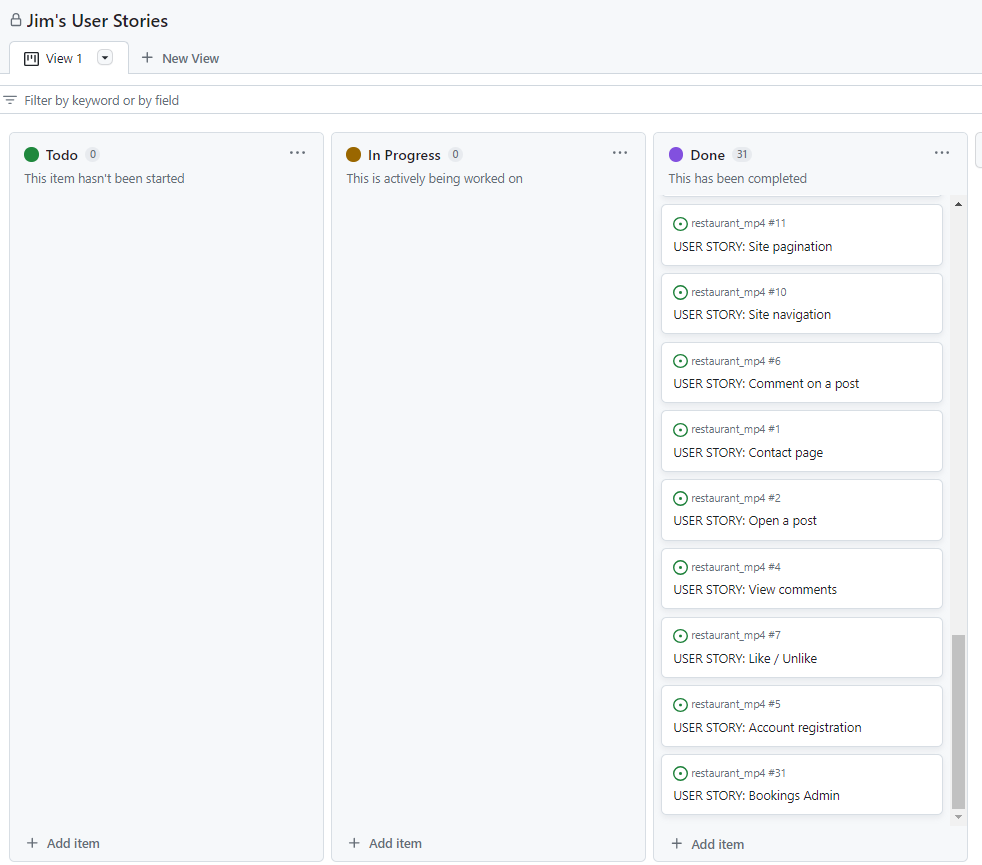 Jim's User Stories
View 1
New View
Filter by keyword or by field
Todo 0
This item hasn't been started
Add item
In Progress 0
This is actively being worked on
Add item
Done 31
This has been completed
restaurant_mp4 #11
USER STORY: Site pagination
restaurant_mp4 #10
USER STORY: Site navigation
restaurant_mp4 #6
USER STORY: Comment on a post
restaurant_mp4 #1
USER STORY: Contact page
restaurant_mp4 #2
USER STORY: Open a post
restaurant_mp4 #4
USER STORY: View comments
restaurant_mp4 #7
USER STORY: Like / Unlike
restaurant_mp4 #5
USER STORY: Account registration
restaurant_mp4 #31
USER STORY: Bookings Admin
Add item